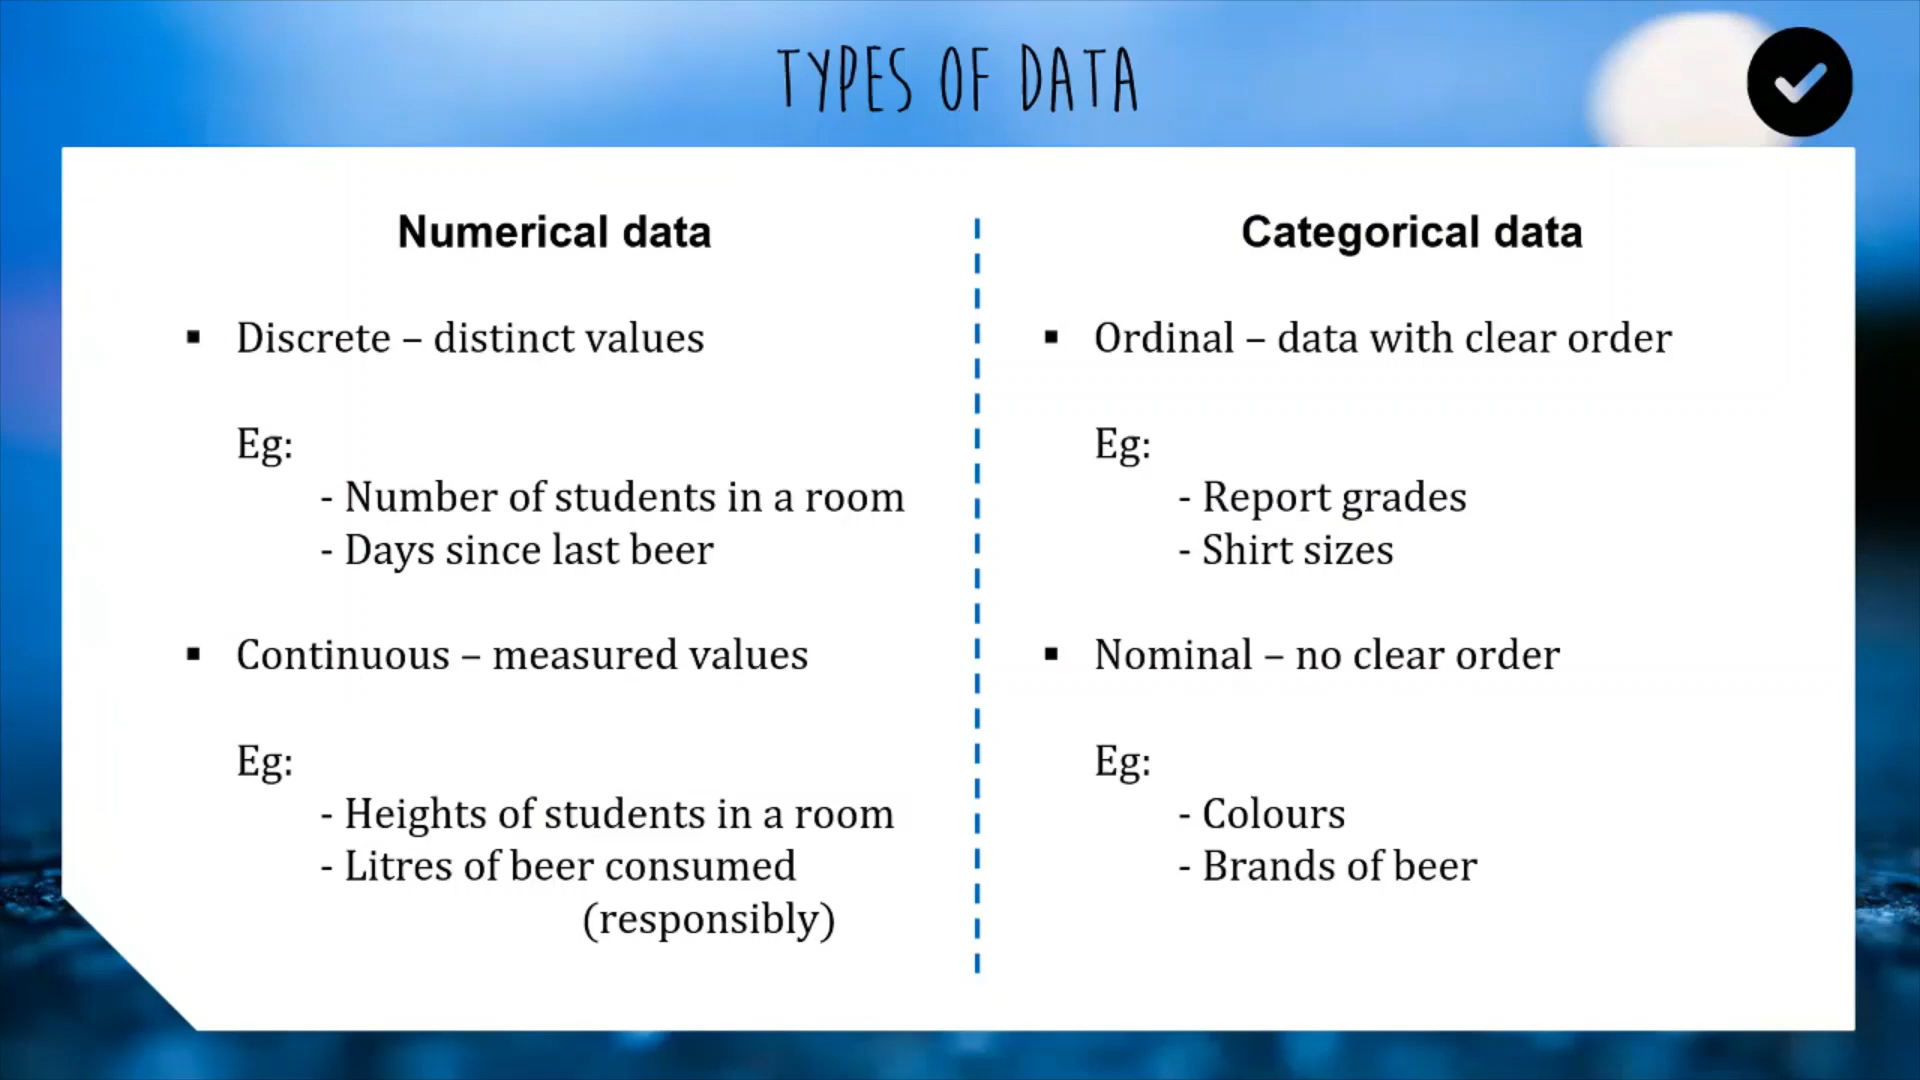 TYPES OF DATA
Numerical data
▪ Discrete – distinct values
Eg:
- Number of students in a room
- Days since last beer
▪ Continuous – measured values
Eg:
- Heights of students in a room
- Litres of beer consumed
(responsibly)
Categorical data
▪ Ordinal – data with clear order
Eg:
- Report grades
- Shirt sizes
▪ Nominal – no clear order
Eg:
- Colours
- Brands of beer